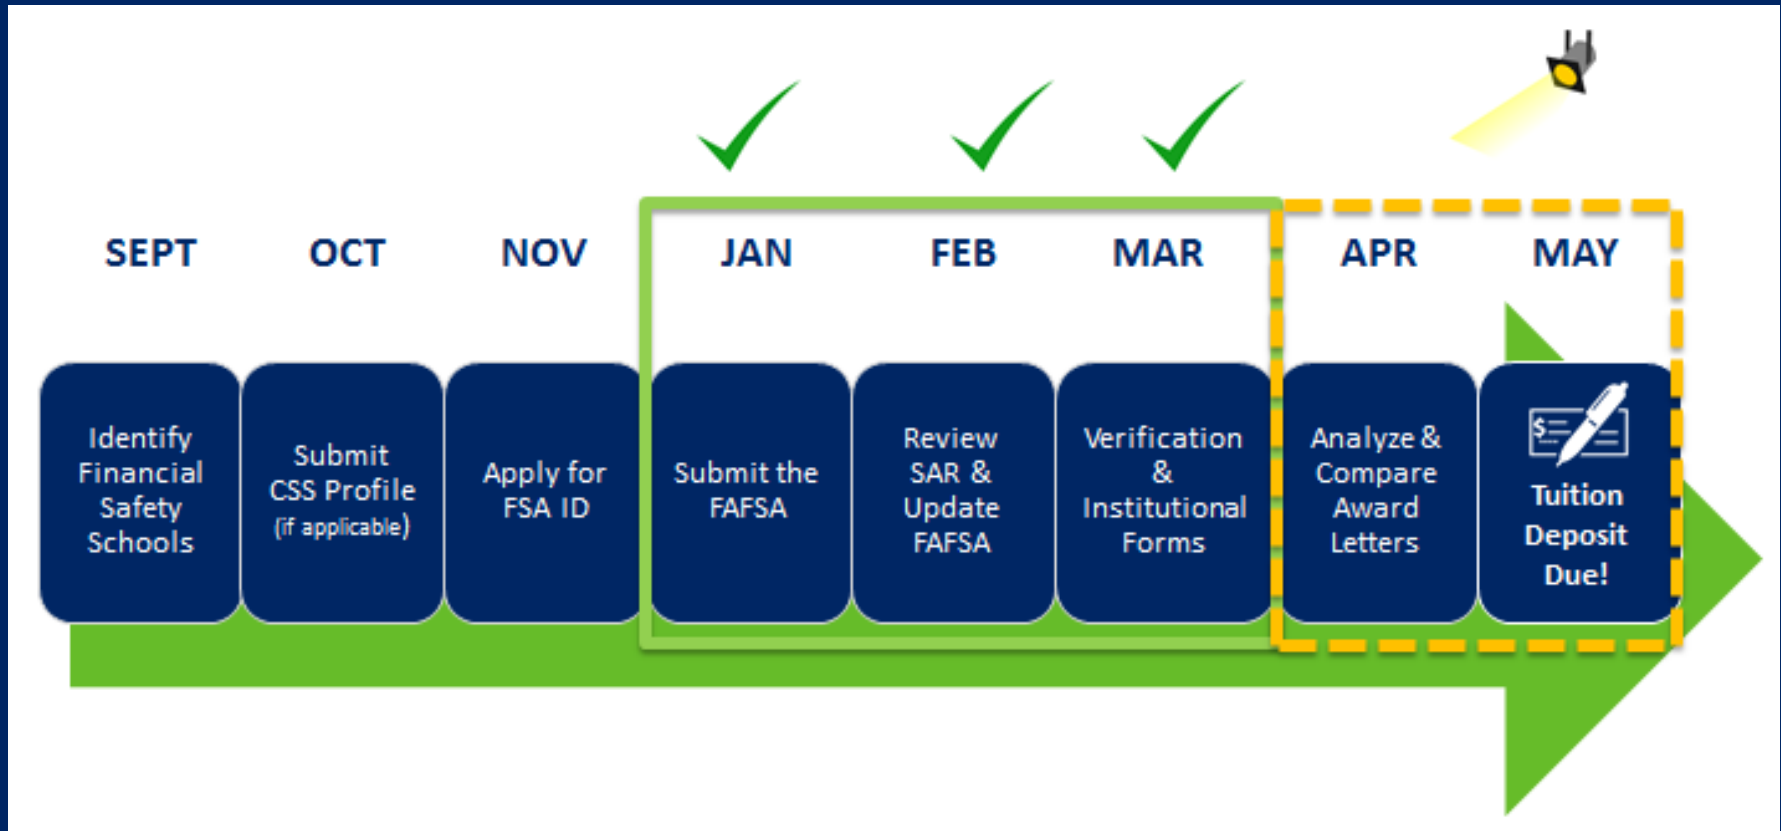 SEPT OCT NOV JAN FEB MAR APR MAY
Identify
Financial
Safety
Schools
Submit
CSS Profile
(if applicable)
Apply for
FSA ID
Submit the
FAFSA
Review
SAR &
Update
FAFSA
Verification
&
Institutional
Forms
Analyze &
Compare
Award
Letters
$
Tuition
Deposit
Due!